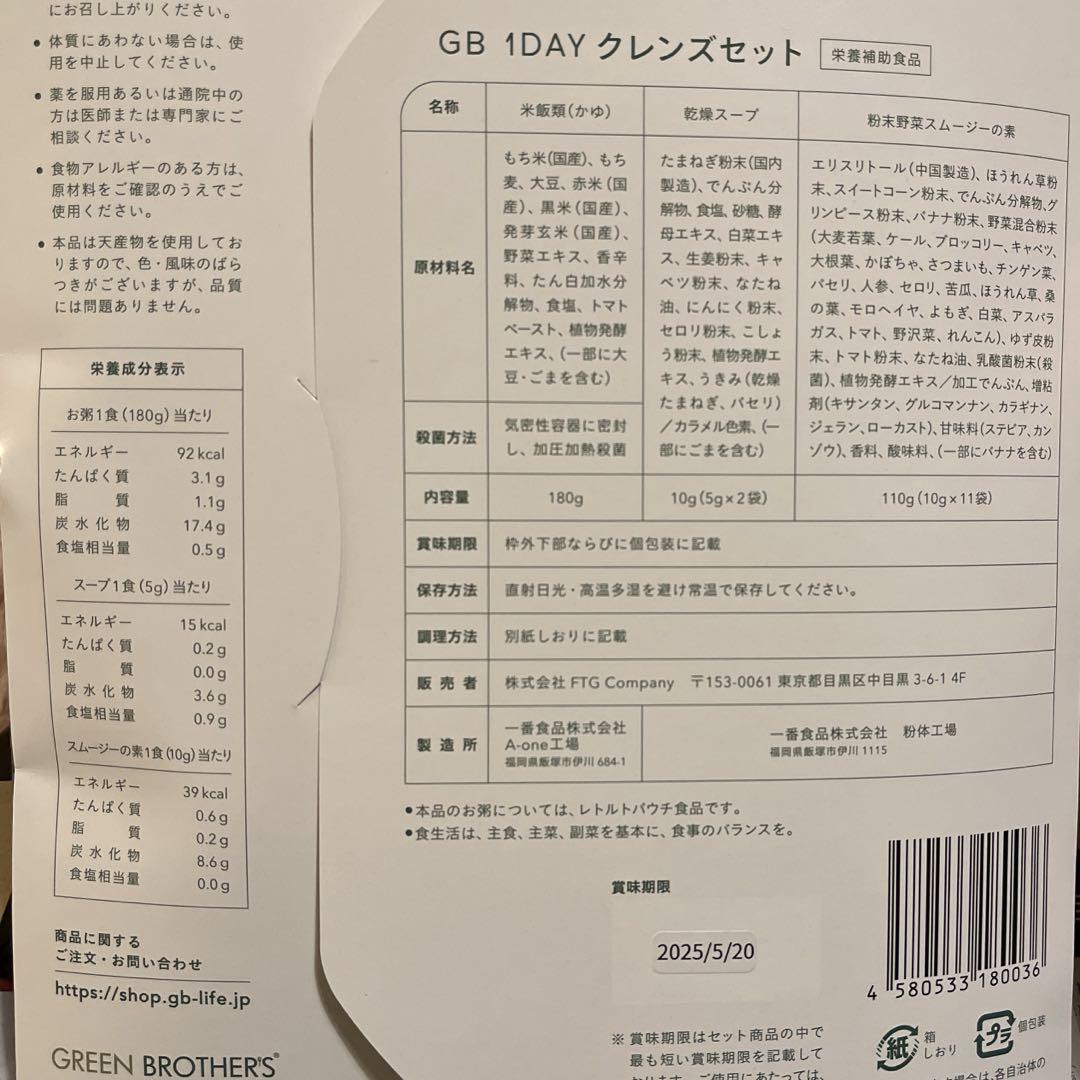 にお召し上がりください。
• 体質にあわない場合は、使
用を中止してください。
• 薬を服用あるいは通院中の
方は医師または専門家にご
相談ください。
• 食物アレルギーのある方は、
原材料をご確認のうえでご
使用ください。
• 本品は天産物を使用してお
りますので、色・風味のばら
つきがございますが、品質
には問題ありません。
栄養成分表示
お粥1食(180g)当たり
エネルギー 92kcal
たんぱく質 3.1g
脂質 1.1g
炭水化物 17.4g
食塩相当量 0.5g
スープ1食(5g)当たり
エネルギー 15kcal
たんぱく質 0.2g
脂質 0.0g
炭水化物 3.6g
食塩相当量 0.9g
スムージーの素1食(10g)当たり
エネルギー 39kcal
たんぱく質 0.6g
脂質 0.2g
炭水化物 8.6g
食塩相当量 0.0g
商品に関する
ご注文・お問い合わせ
https://shop.gb-life.jp
GREEN BROTHER'S®
GB 1DAY クレンズセット 栄養補助食品
名称 米飯類(かゆ) 乾燥スープ 粉末野菜スムージーの素
原材料名
もち米(国産)、もち
麦、大豆、赤米(国
産)、黒米(国産)、
発芽玄米(国産)、
野菜エキス、香辛
料、たん白加水分
解物、食塩、トマト
ペースト、植物発酵
エキス、(一部に大
豆・ごまを含む)
たまねぎ粉末(国内
製造)、でんぷん分
解物、食塩、砂糖、酵
母エキス、白菜エキ
ス、生姜粉末、キャ
ベツ粉末、なたね
油、にんにく粉末、
セロリ粉末、こしょ
う粉末、植物発酵エ
キス、うきみ(乾燥
たまねぎ、パセリ)
/カラメル色素、(一
部にごまを含む)
エリスリトール(中国製造)、ほうれん草粉
末、スイートコーン粉末、でんぷん分解物、グ
リンピース粉末、バナナ粉末、野菜混合粉末
(大麦若葉、ケール、ブロッコリー、キャベツ、
大根葉、かぼちゃ、さつまいも、チンゲン菜、
パセリ、人参、セロリ、苦瓜、ほうれん草、桑
の葉、モロヘイヤ、よもぎ、白菜、アスパラ
ガス、トマト、野沢菜、れんこん)、ゆず皮粉
末、トマト粉末、なたね油、乳酸菌粉末(殺
菌)、植物発酵エキス/加工でんぷん、増粘
剤(キサンタン、グルコマンナン、カラギナン、
ジェラン、ローカスト)、甘味料(ステビア、カン
ゾウ)、香料、酸味料、(一部にバナナを含む)
殺菌方法
気密性容器に密封
し、加圧加熱殺菌
内容量 180g 10g(5g×2袋) 110g(10g×11袋)
賞味期限 枠外下部ならびに個包装に記載
保存方法 直射日光・高温多湿を避け常温で保存してください。
調理方法 別紙しおりに記載
販売者 株式会社 FTG Company 〒153-0061 東京都目黒区中目黒 3-6-1 4F
製造所
一番食品株式会社
A-one工場
福岡県飯塚市伊川 684-1
一番食品株式会社 粉体工場
福岡県飯塚市伊川 1115
•本品のお粥については、レトルトパウチ食品です。
•食生活は、主食、主菜、副菜を基本に、食事のバランスを。
賞味期限
2025/5/20
4 580533 180036
※ 賞味期限はセット商品の中で
最も短い賞味期限を記載して
おります。ご使用にあたっては、
紙 箱
しおり
プラ 個包装
場合は、各自治体の